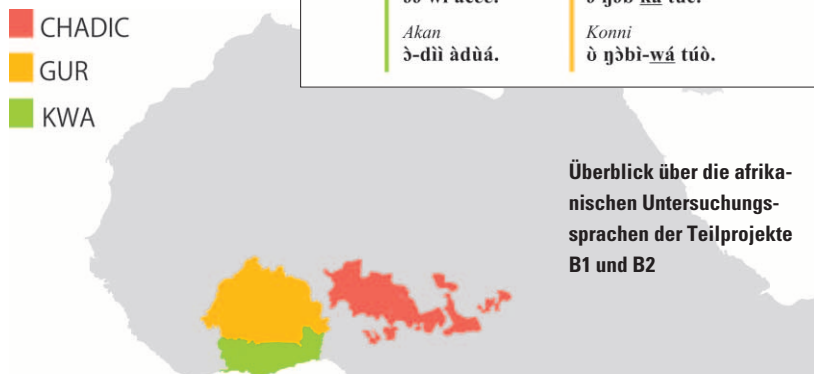 CHADIC
GUR
KWA
Akan
ɔ̀-dìì àdùá.
Konni
ù ŋɔ̀bì-wá túò.
Überblick über die afrika-
nischen Untersuchungs-
sprachen der Teilprojekte
B1 und B2